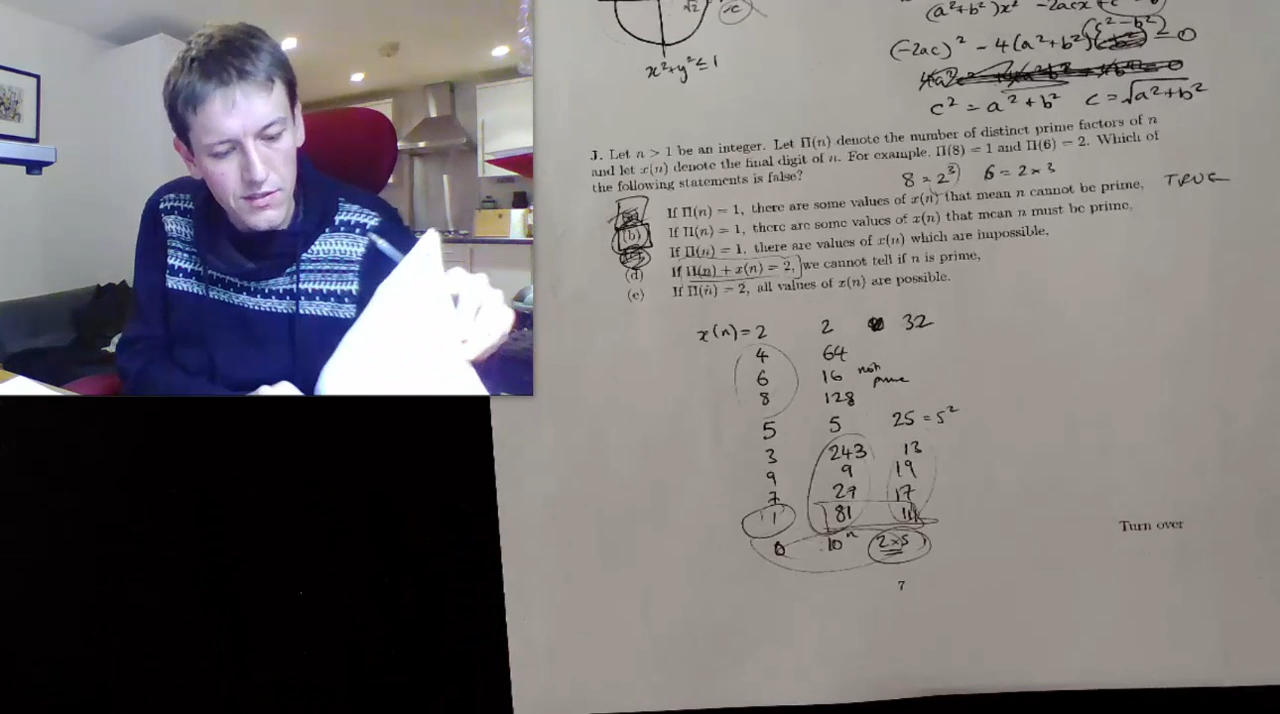 √2
x²+y²≤1
(a²+b²)x² -2acx +c
(-2ac)² - 4(a²+b²)(c²-b²) = 0
c² = a² + b² c = √a²+b²
J. Let n > 1 be an integer. Let Π(n) denote the number of distinct prime factors of n
and let x(n) denote the final digit of n. For example, Π(8) = 1 and Π(6) = 2. Which of
the following statements is false?
8 = 2³ 6 = 2×3
If Π(n) = 1, there are some values of x(n) that mean n cannot be prime, TRUE
(b) If Π(n) = 1, there are some values of x(n) that mean n must be prime,
If Π(n) = 1, there are values of x(n) which are impossible,
(d) If Π(n) + x(n) = 2, we cannot tell if n is prime,
(e) If Π(n) = 2, all values of x(n) are possible.
x(n) = 2 2 32
4 64
6 16 not prime
8 128
5 5 25 = 5²
3 243 13
9 9 19
7 27 17
1 81 11
0 10ⁿ 2×5
Turn over
7